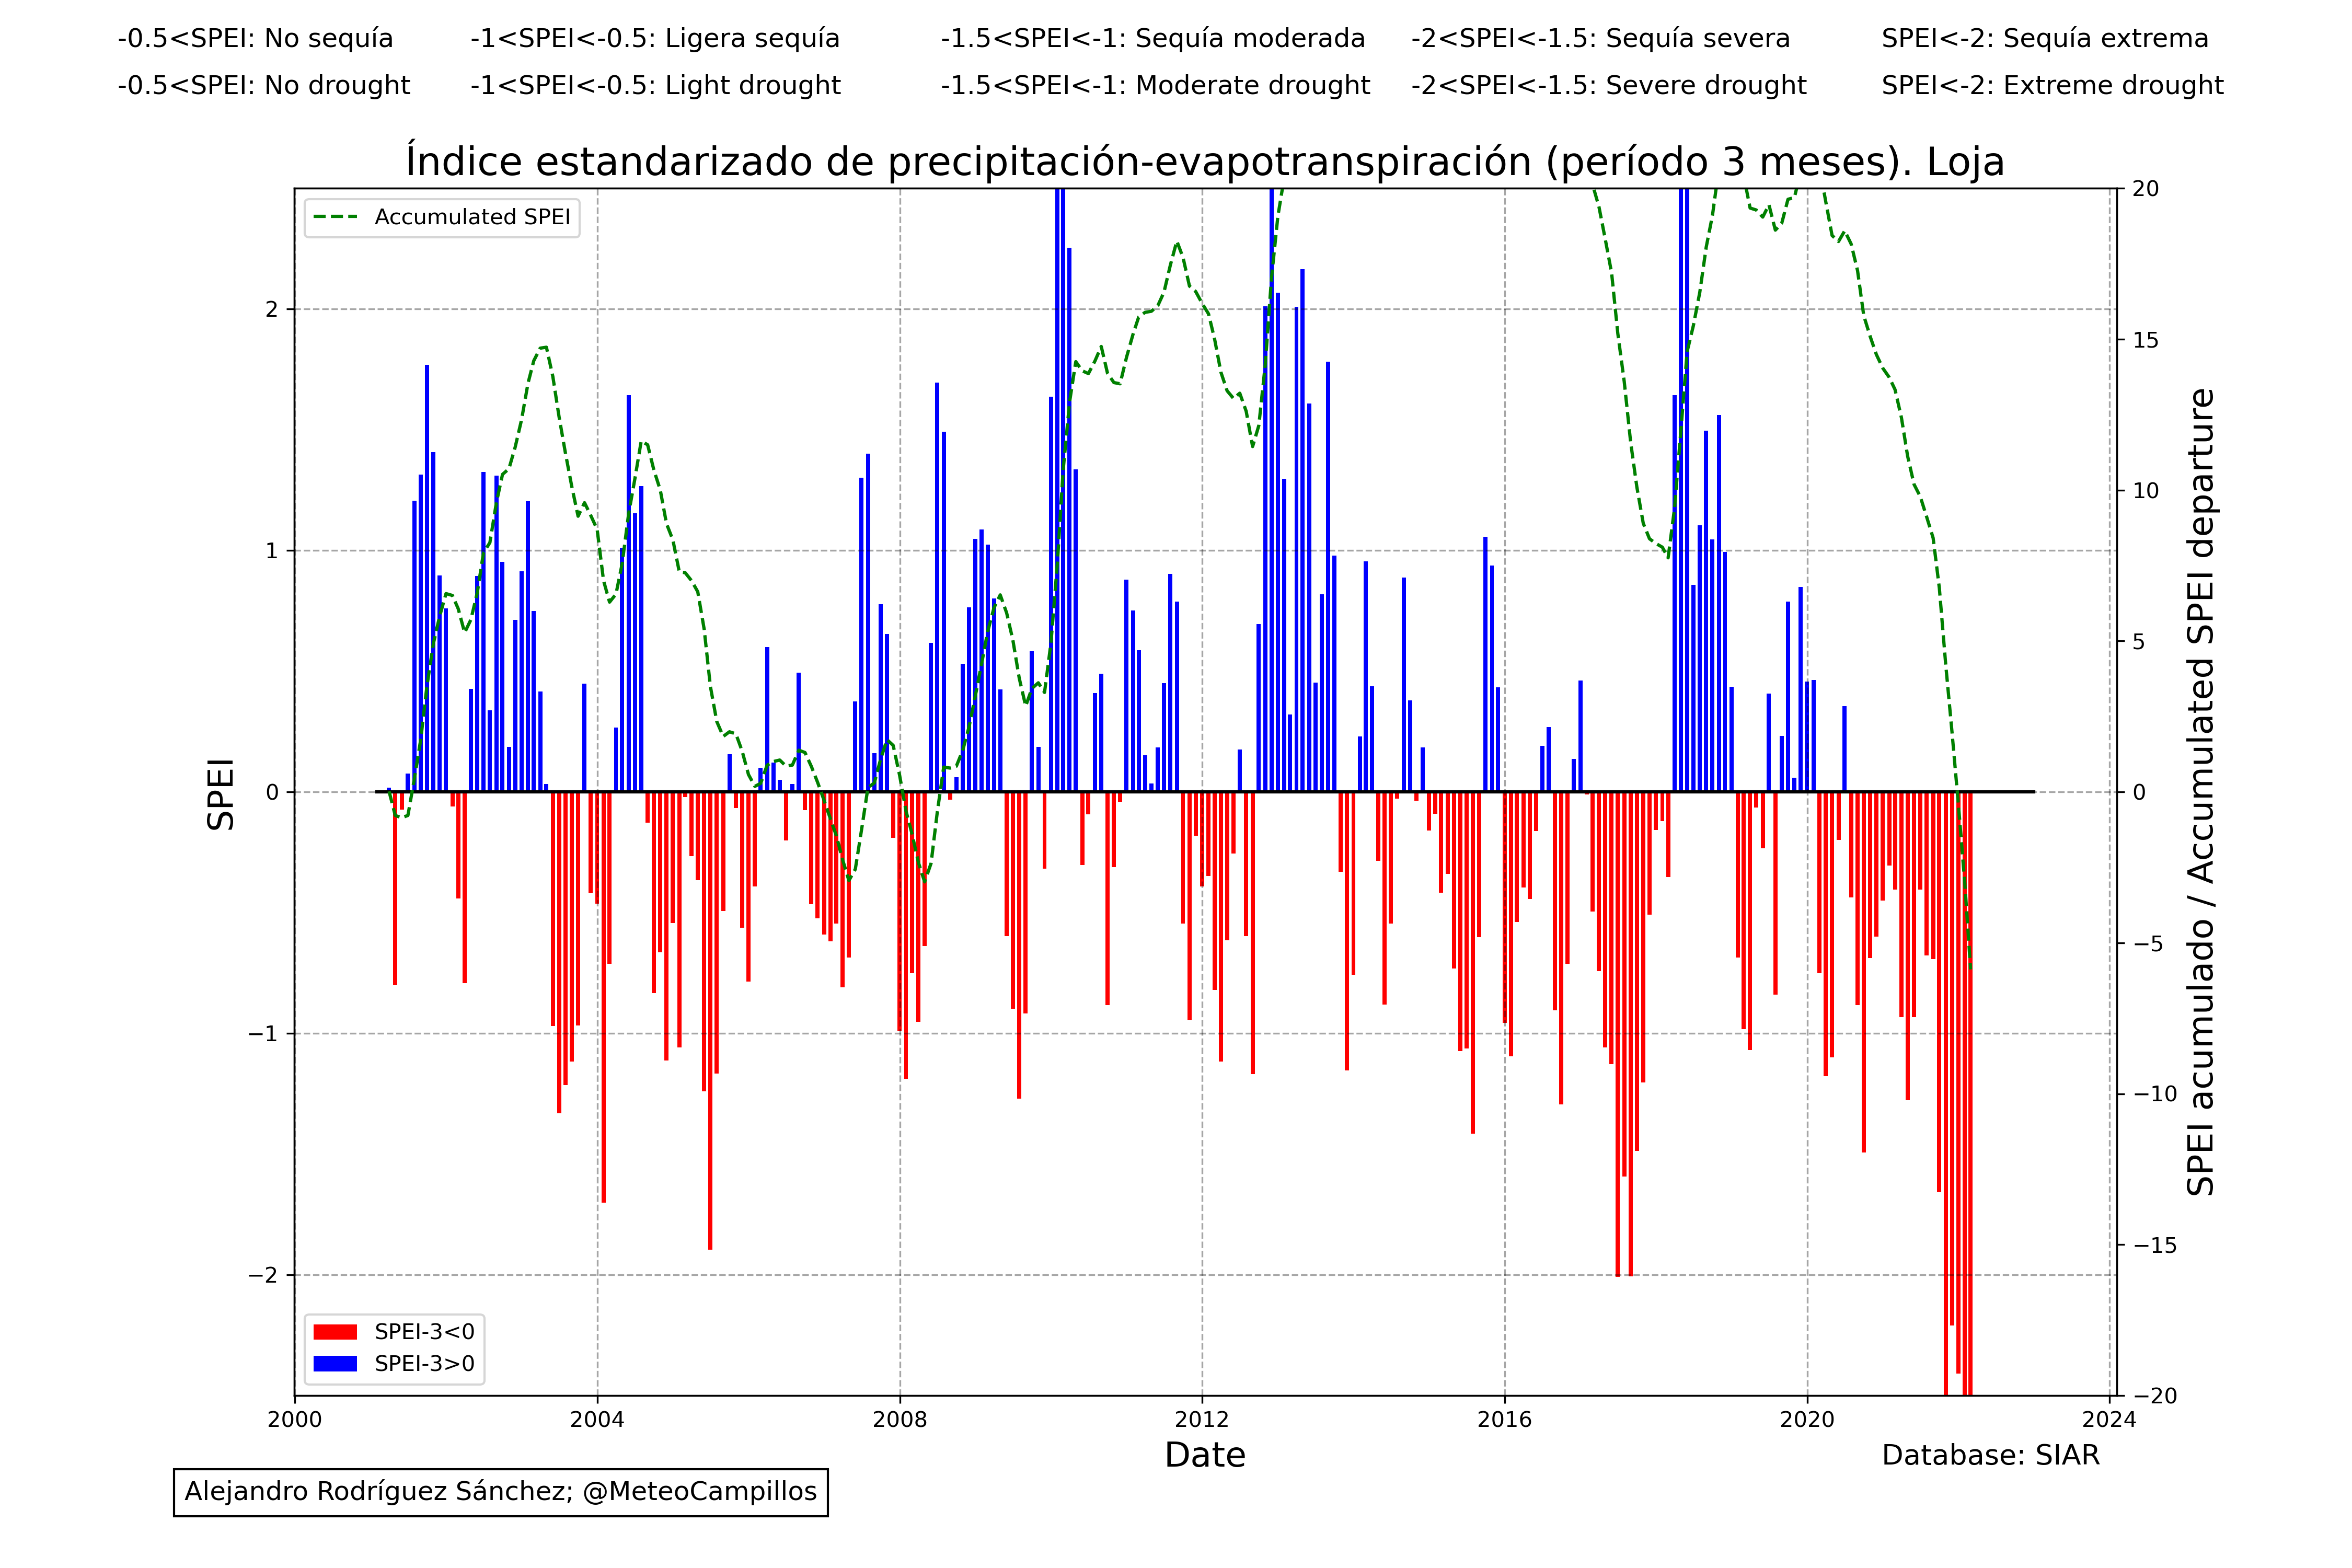 -0.5<SPEI: No sequía -1<SPEI<-0.5: Ligera sequía -1.5<SPEI<-1: Sequía moderada -2<SPEI<-1.5: Sequía severa SPEI<-2: Sequía extrema
-0.5<SPEI: No drought -1<SPEI<-0.5: Light drought -1.5<SPEI<-1: Moderate drought -2<SPEI<-1.5: Severe drought SPEI<-2: Extreme drought
Índice estandarizado de precipitación-evapotranspiración (período 3 meses). Loja
Accumulated SPEI
SPEI
2
1
0
−1
−2
20
15
10
5
0
−5
−10
−15
−20
SPEI acumulado / Accumulated SPEI departure
SPEI-3<0
SPEI-3>0
2000 2004 2008 2012 2016 2020 2024
Date
Database: SIAR
Alejandro Rodríguez Sánchez; @MeteoCampillos